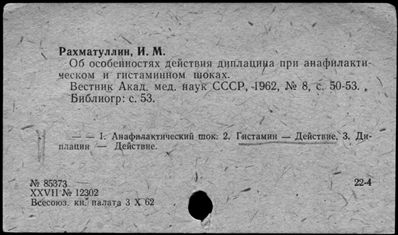 Рахматуллин, И. М.
Об особенностях действия диплацина при анафилакти-
ческом и гистаминном шоках.
Вестник Акад. мед. наук СССР, 1962, № 8, с. 50-53.
Библиогр: с. 53.
— — 1. Анафилактический шок. 2. Гистамин — Действие. 3. Ди-
плацин — Действие.
№ 85373
22-4
XXVII № 12302
Всесоюз. кн. палата 3 X 62